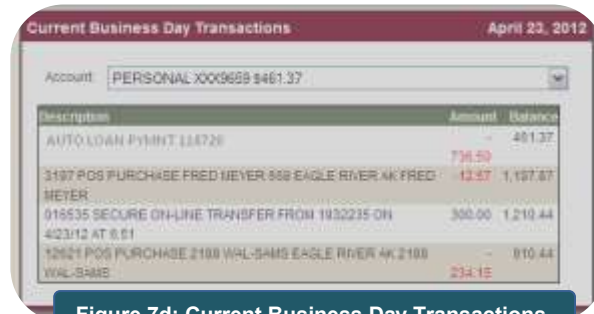 Current Business Day Transactions April 23, 2012
Account PERSONAL XXX9659 $461.37
Description Amount Balance
AUTO LOAN PYMNT - 461.37
736.50
3197 POS PURCHASE FRED MEYER EAGLE RIVER AK FRED -12.57 1,197.87
MEYER
016535 SECURE ON-LINE TRANSFER FROM 1932235 ON 300.00 1,210.44
4/23/12 AT 6.51
12621 POS PURCHASE 2188 WAL-SAMS EAGLE RIVER AK 2188 - 910.44
WAL-SAMS 234.15
Figure 7d: Current Business Day Transactions